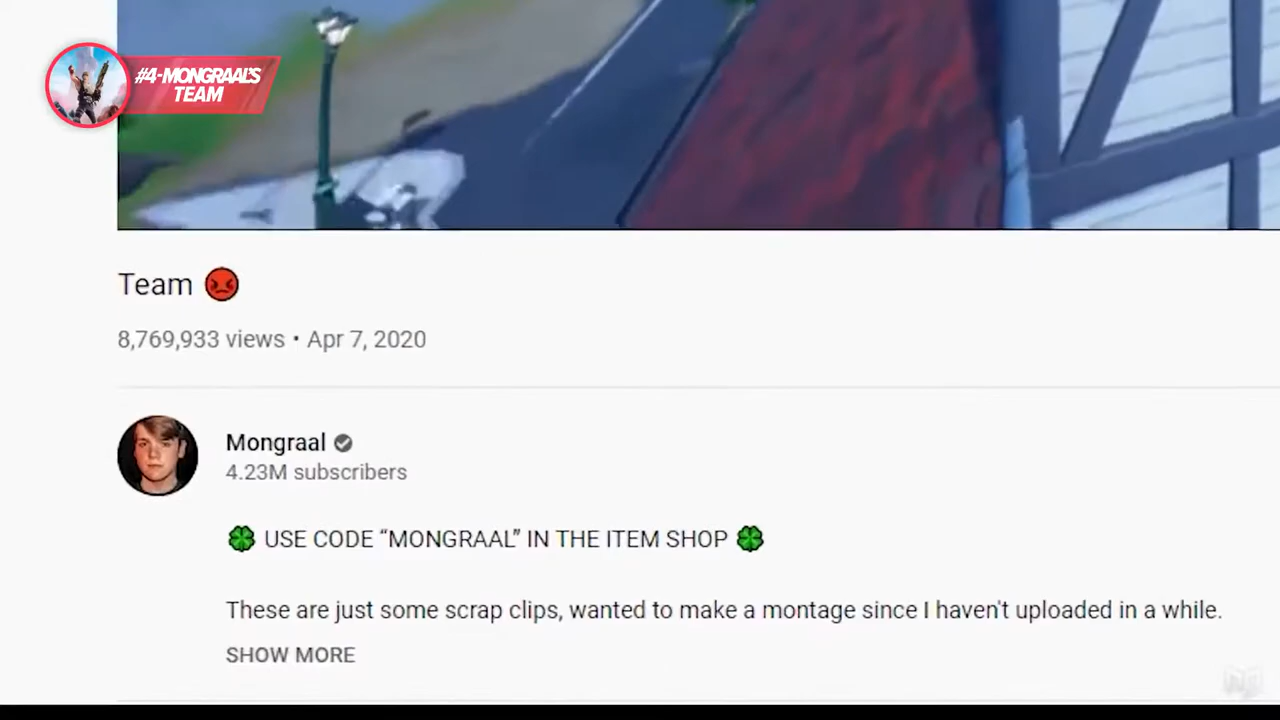 #4-MONGRAAL'S
TEAM
Team 😡
8,769,933 views • Apr 7, 2020
Mongraal
4.23M subscribers
🍀 USE CODE “MONGRAAL” IN THE ITEM SHOP 🍀
These are just some scrap clips, wanted to make a montage since I haven't uploaded in a while.
SHOW MORE